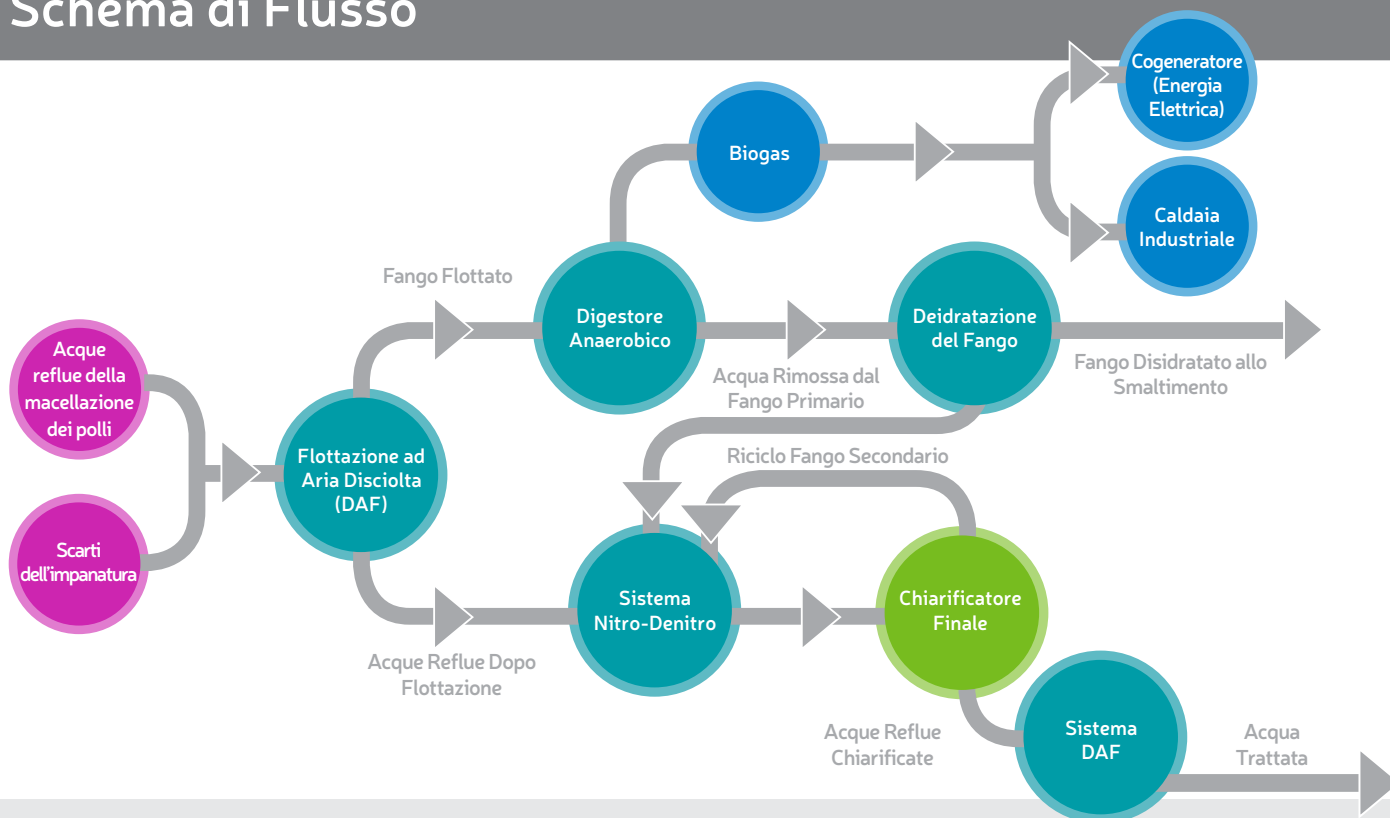 Schema di Flusso
Cogeneratore
(Energia
Elettrica)
Biogas
Caldaia
Industriale
Fango Flottato
Digestore
Anaerobico
Deidratazione
del Fango
Acque
reflue della
macellazione
dei polli
Acqua Rimossa dal
Fango Primario
Fango Disidratato allo
Smaltimento
Flottazione ad
Aria Disciolta
(DAF)
Riciclo Fango Secondario
Scarti
dell'impanatura
Sistema
Nitro-Denitro
Chiarificatore
Finale
Acque Reflue Dopo
Flottazione
Acque Reflue
Chiarificate
Sistema
DAF
Acqua
Trattata